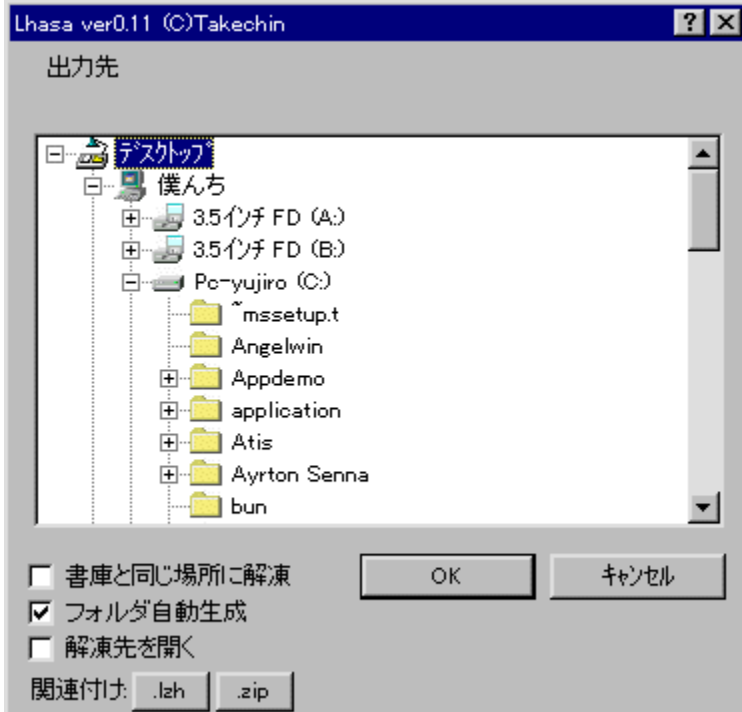 Lhasa ver0.11 (C)Takechin
出力先
ﾃﾞｽｸﾄｯﾌﾟ
僕んち
3.5インチ FD (A:)
3.5インチ FD (B:)
Pc-yujiro (C:)
~mssetup.t
Angelwin
Appdemo
application
Atis
Ayrton Senna
bun
書庫と同じ場所に解凍
OK
ｷｬﾝｾﾙ
フォルダ自動生成
解凍先を開く
関連付け: .lzh .zip